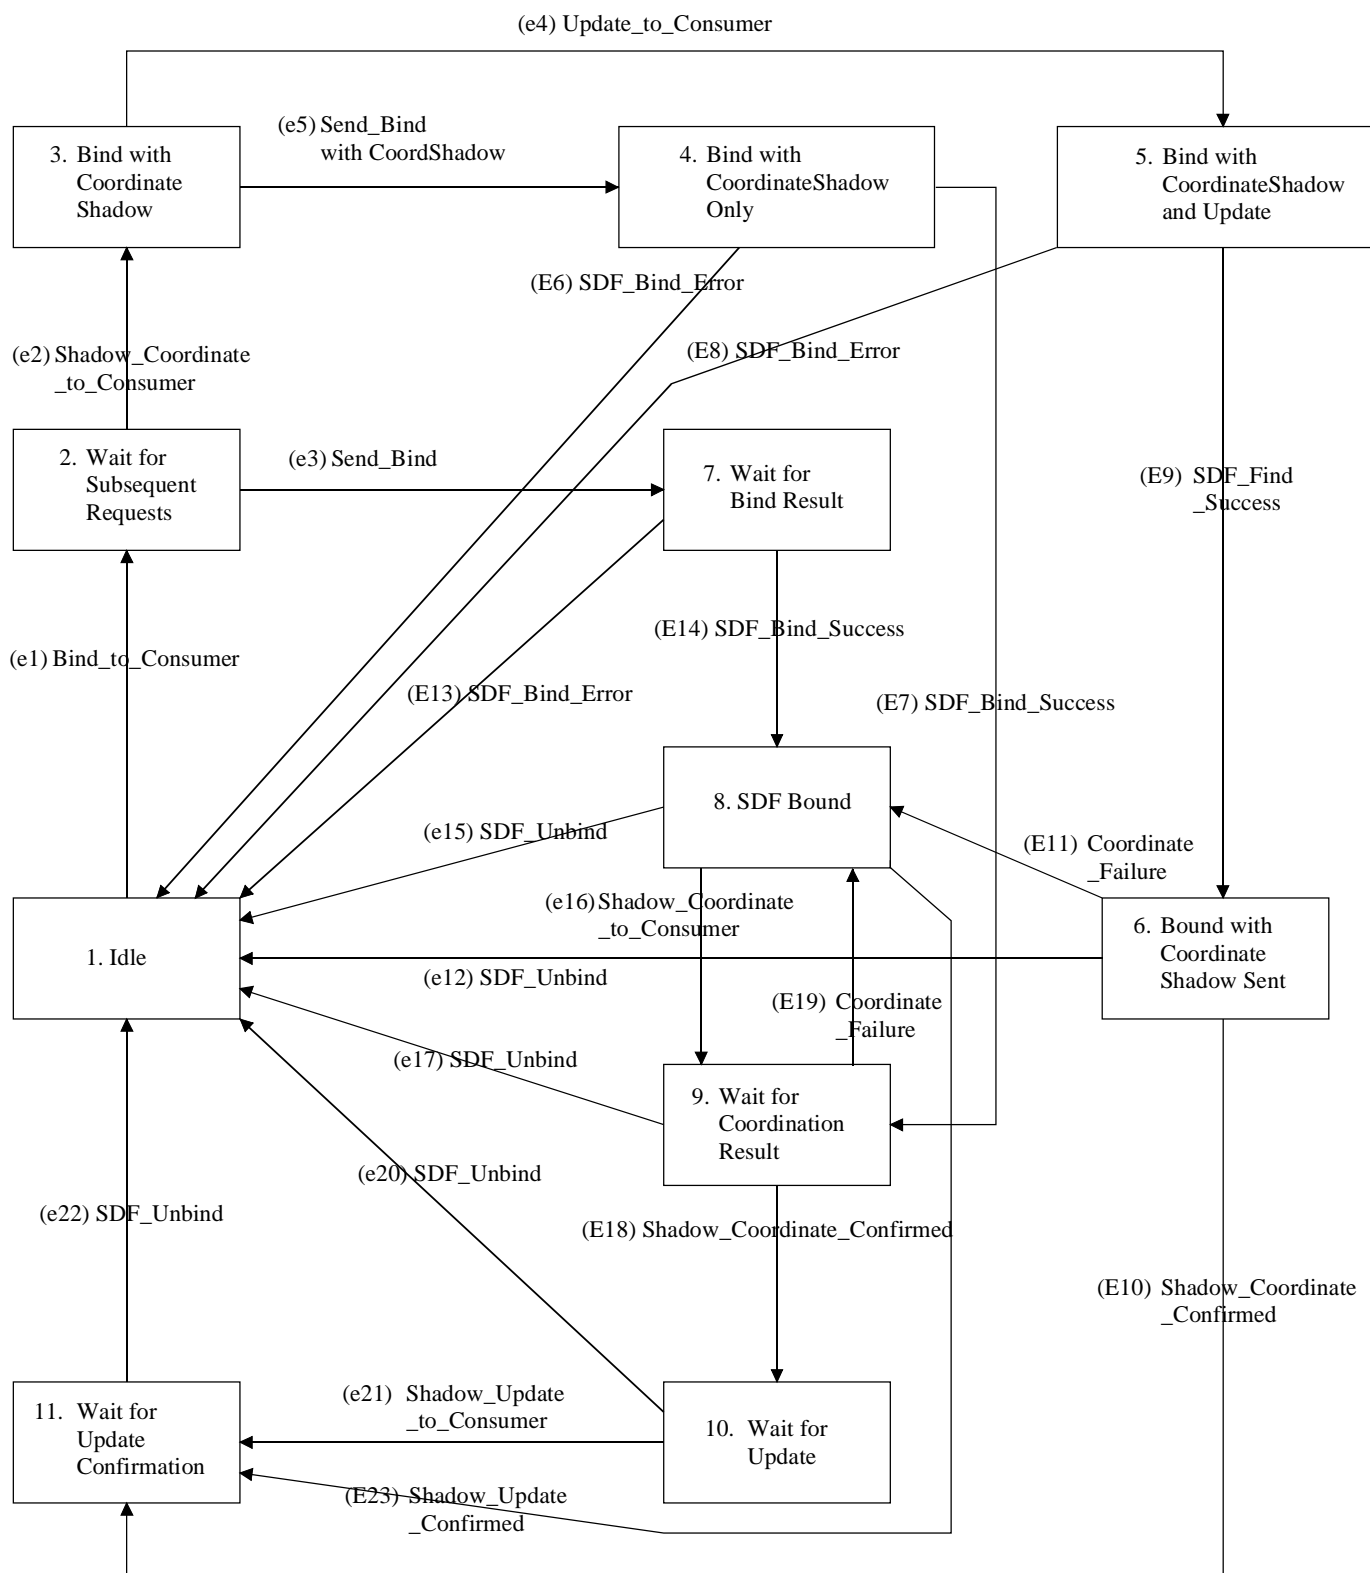 (e4) Update_to_Consumer
(e5) Send_Bind
with CoordShadow
3. Bind with
Coordinate
Shadow
4. Bind with
CoordinateShadow
Only
5. Bind with
CoordinateShadow
and Update
(E6) SDF_Bind_Error
(e2) Shadow_Coordinate
_to_Consumer
(E8) SDF_Bind_Error
2. Wait for
Subsequent
Requests
(e3) Send_Bind
7. Wait for
Bind Result
(E9) SDF_Find
_Success
(e1) Bind_to_Consumer
(E14) SDF_Bind_Success
(E13) SDF_Bind_Error
(E7) SDF_Bind_Success
8. SDF Bound
(e15) SDF_Unbind
(E11) Coordinate
_Failure
(e16) Shadow_Coordinate
_to_Consumer
1. Idle
6. Bound with
Coordinate
Shadow Sent
(e12) SDF_Unbind
(E19) Coordinate
_Failure
(e17) SDF_Unbind
9. Wait for
Coordination
Result
(e20) SDF_Unbind
(e22) SDF_Unbind
(E18) Shadow_Coordinate_Confirmed
(E10) Shadow_Coordinate
_Confirmed
11. Wait for
Update
Confirmation
(e21) Shadow_Update
_to_Consumer
10. Wait for
Update
(E23) Shadow_Update
_Confirmed